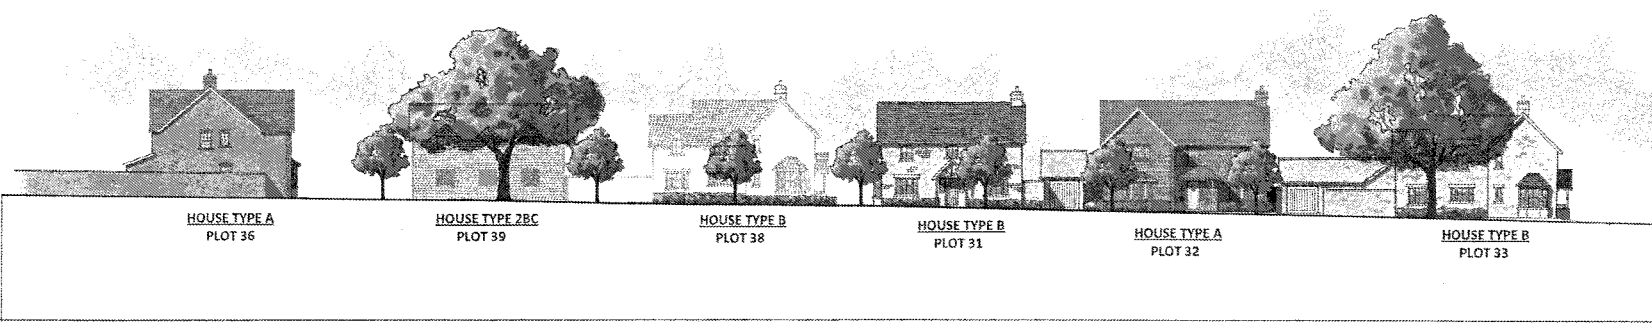 HOUSE TYPE A
PLOT 36
HOUSE TYPE 2BC
PLOT 39
HOUSE TYPE B
PLOT 38
HOUSE TYPE B
PLOT 31
HOUSE TYPE A
PLOT 32
HOUSE TYPE B
PLOT 33